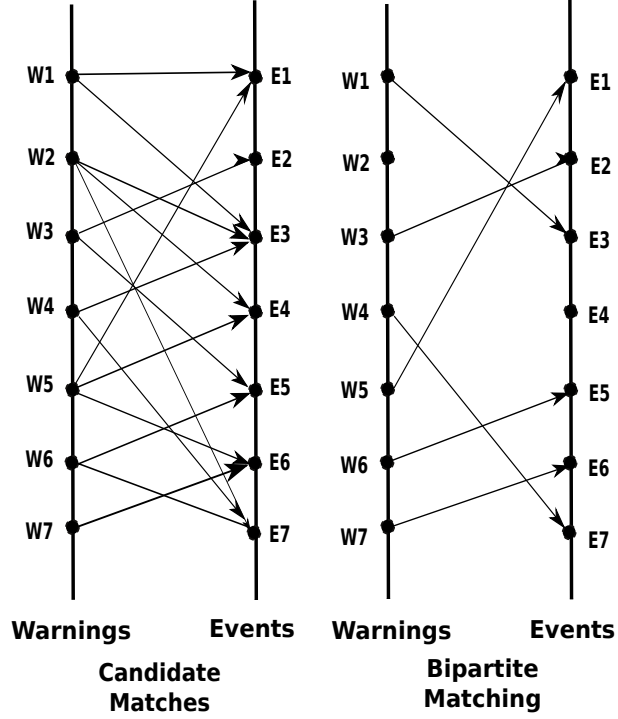 W1
E1
W2
E2
W3
E3
W4
E4
W5
E5
W6
E6
W7
E7
Warnings
Events
Candidate
Matches
W1
E1
W2
E2
W3
E3
W4
E4
W5
E5
W6
E6
W7
E7
Warnings
Events
Bipartite
Matching